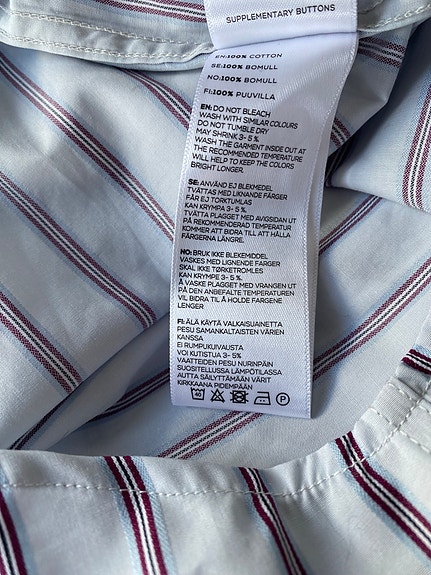 SUPPLEMENTARY BUTTONS
EN:100% COTTON
SE:100% BOMULL
NO:100% BOMULL
FI:100% PUUVILLA
EN: DO NOT BLEACH
WASH WITH SIMILAR COLOURS
DO NOT TUMBLE DRY
MAY SHRINK 3- 5 %
WASH THE GARMENT INSIDE OUT AT
THE RECOMMENDED TEMPERATURE
WILL HELP TO KEEP THE COLORS
BRIGHT LONGER.
SE: ANVÄND EJ BLEKMEDEL
TVÄTTAS MED LIKNANDE FÄRGER
FÅR EJ TORKTUMLAS
KAN KRYMPA 3- 5 %
TVÄTTA PLAGGET MED AVIGSIDAN UT
PÅ REKOMMENDERAD TEMPERATUR
KOMMER ATT BIDRA TILL ATT HÅLLA
FÄRGERNA LÄNGRE.
NO: BRUK IKKE BLEKEMIDDEL
VASKES MED LIGNENDE FARGER
SKAL IKKE TØRKETROMLES
KAN KRYMPE 3- 5 %
Å VASKE PLAGGET MED VRANGEN UT
PÅ DEN ANBEFALTE TEMPERATUREN
VIL BIDRA TIL Å HOLDE FARGENE
LENGER
FI: ÄLÄ KÄYTÄ VALKAISUAINETTA
PESU SAMANKALTAISTEN VÄRIEN
KANSSA
EI RUMPUKUIVAUSTA
VOI KUTISTUA 3- 5%
VAATTEIDEN PESU NURINPÄIN
SUOSITELLUISSA LÄMPÖTILASSA
AUTTA SÄILYTTÄMÄÄN VÄRIT
KIRKKAANA PIDEMPÄÄN
40 P